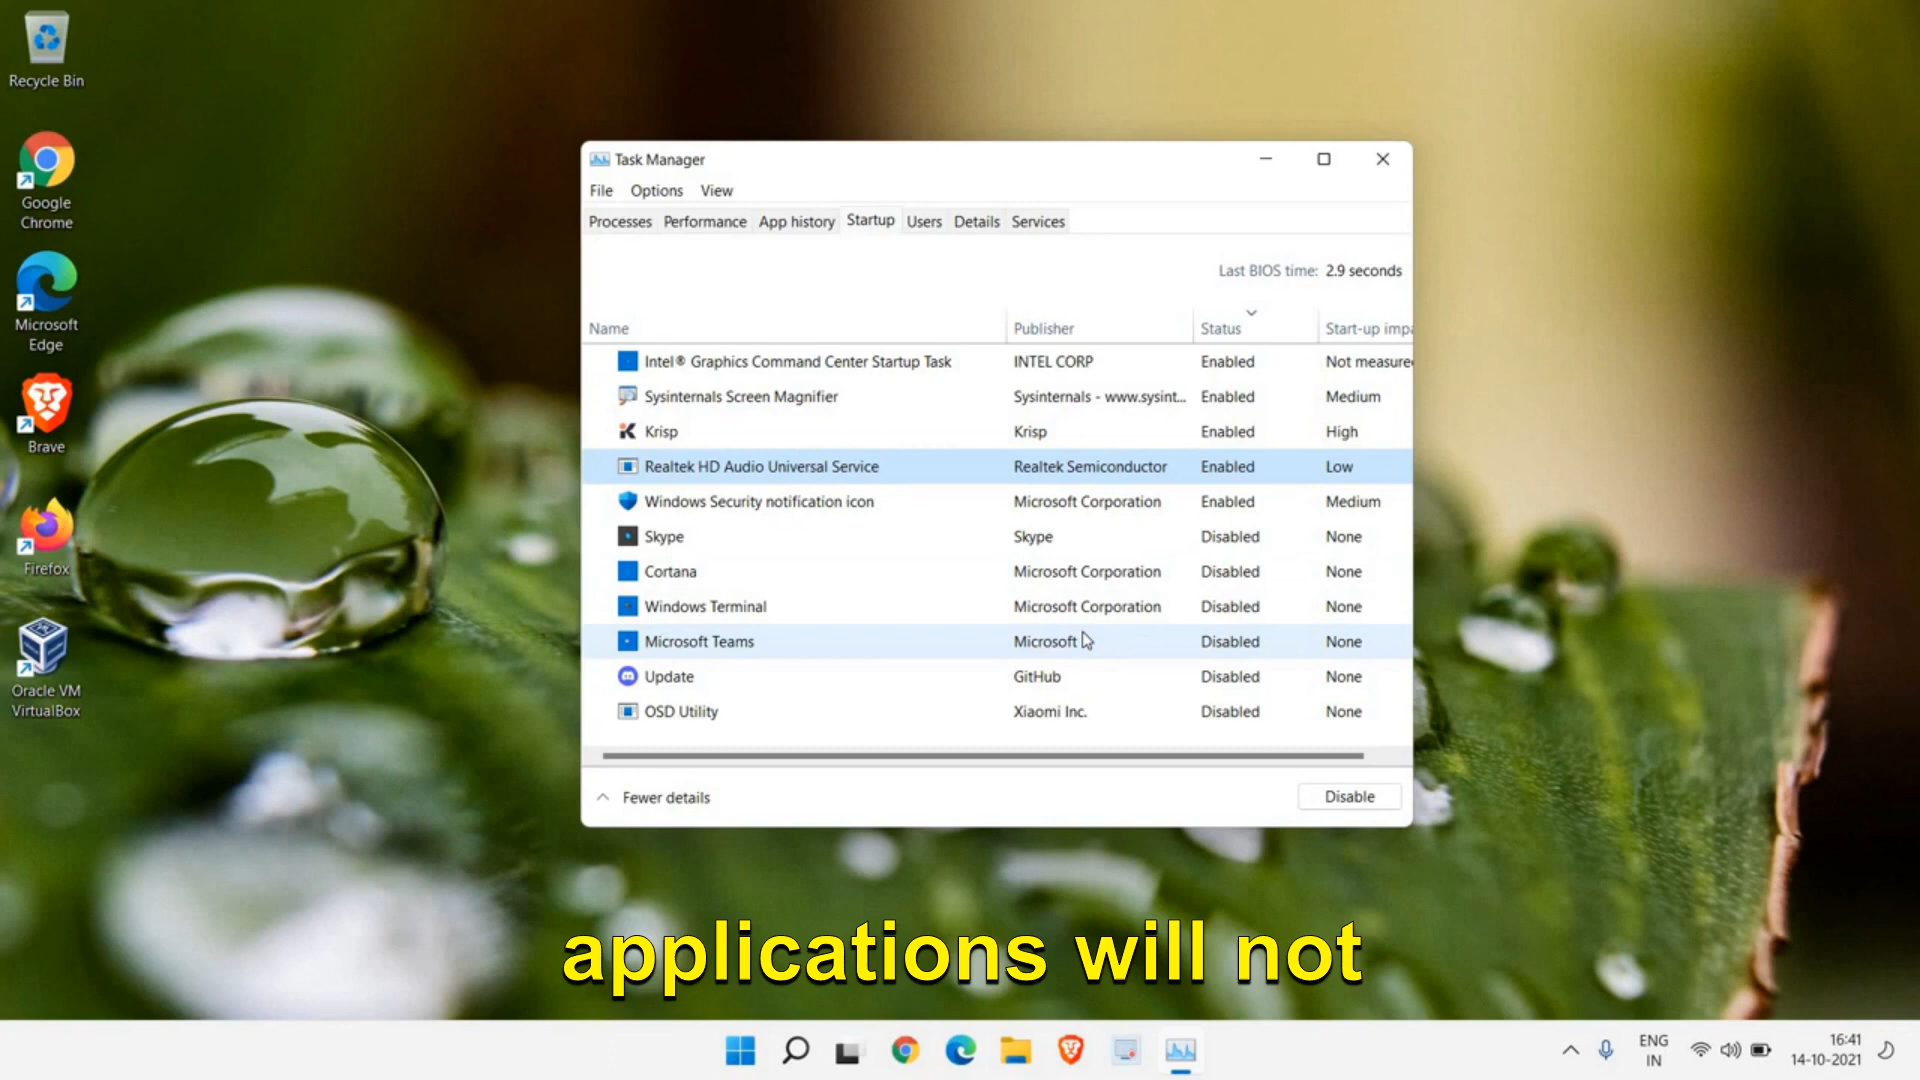 Recycle Bin
Google
Chrome
Microsoft
Edge
Brave
Firefox
Oracle VM
VirtualBox
Task Manager
File Options View
Processes Performance App history Startup Users Details Services
Last BIOS time: 2.9 seconds
Name Publisher Status Start-up impa
Intel® Graphics Command Center Startup Task INTEL CORP Enabled Not measured
Sysinternals Screen Magnifier Sysinternals - www.sysint... Enabled Medium
Krisp Krisp Enabled High
Realtek HD Audio Universal Service Realtek Semiconductor Enabled Low
Windows Security notification icon Microsoft Corporation Enabled Medium
Skype Skype Disabled None
Cortana Microsoft Corporation Disabled None
Windows Terminal Microsoft Corporation Disabled None
Microsoft Teams Microsoft Disabled None
Update GitHub Disabled None
OSD Utility Xiaomi Inc. Disabled None
Fewer details Disable
applications will not
ENG
IN
16:41
14-10-2021